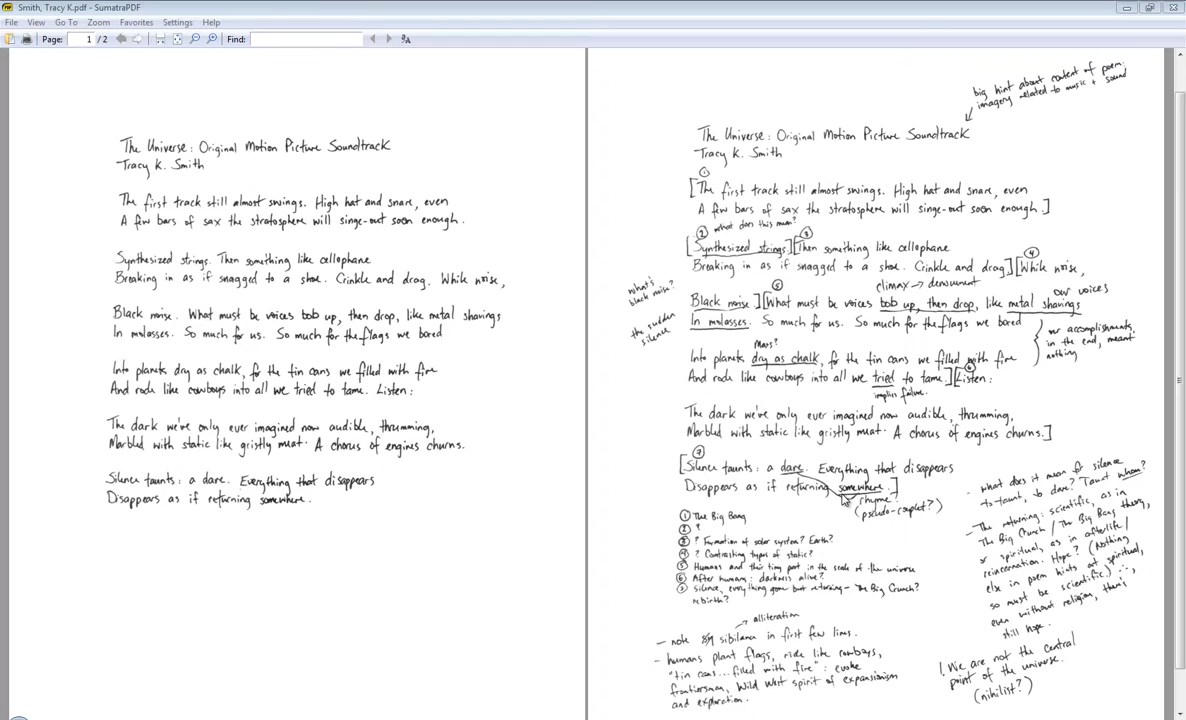 Smith, Tracy K.pdf - SumatraPDF
File View Go To Zoom Favorites Settings Help
Page: 1 / 2 Find:
The Universe: Original Motion Picture Soundtrack
Tracy K. Smith
The first track still almost swings. High hat and snare, even
A few bars of sax the stratosphere will singe-out soon enough.
Synthesized strings. Then something like cellophane
Breaking in as if snagged to a shoe. Crinkle and drag. White noise,
Black noise. What must be voices bob up, then drop, like metal shavings
In molasses. So much for us. So much for the flags we bored
Into planets dry as chalk, for the tin cans we filled with fire
And rode like cowboys into all we tried to tame. Listen:
The dark we've only ever imagined now audible, thrumming,
Marbled with static like gristly meat. A chorus of engines churns.
Silence taunts: a dare. Everything that disappears
Disappears as if returning somewhere.
big hint about content of poem:
imagery related to music + sound
The Universe: Original Motion Picture Soundtrack
Tracy K. Smith
①
[The first track still almost swings. High hat and snare, even
A few bars of sax the stratosphere will singe-out soon enough.]
② what does this mean? ③
[Synthesized strings.][Then something like cellophane
④
Breaking in as if snagged to a shoe. Crinkle and drag.][White noise,
what's black noise?
the sudden silence
⑤ climax → denoument
our voices
Black noise.][What must be voices bob up, then drop, like metal shavings
In molasses. So much for us. So much for the flags we bored
our accomplishments,
in the end, meant
nothing
Mars?
Into planets dry as chalk, for the tin cans we filled with fire
⑥
And rode like cowboys into all we tried to tame.][Listen:
implies failure.
The dark we've only ever imagined now audible, thrumming,
Marbled with static like gristly meat. A chorus of engines churns.]
⑦
[Silence taunts: a dare. Everything that disappears
Disappears as if returning somewhere.]
rhyme?
(pseudo-couplet?)
① The Big Bang
② ?
③ ? Formation of solar system? Earth?
④ ? Contrasting types of static?
⑤ Humans and their tiny part in the scale of the universe
⑥ After humans: darkness alive?
⑦ Silence, everything gone but returning - The Big Crunch?
rebirth?
alliteration
- note sibilance in first few lines.
- humans plant flags, ride like cowboys,
"tin cans... filled with fire": evoke
frontiersman, Wild West spirit of expansionism
and exploration.
- what does it mean for silence
to taunt, to dare? Taunt whom?
- The returning: scientific, as in
The Big Crunch / The Big Bang theory,
or spiritual, as in afterlife/
reincarnation. Hope? (Nothing
else in poem hints at spiritual,
so must be scientific) ∴,
even without religion, there's
still hope.
! We are not the central
point of the universe.
(nihilist?)